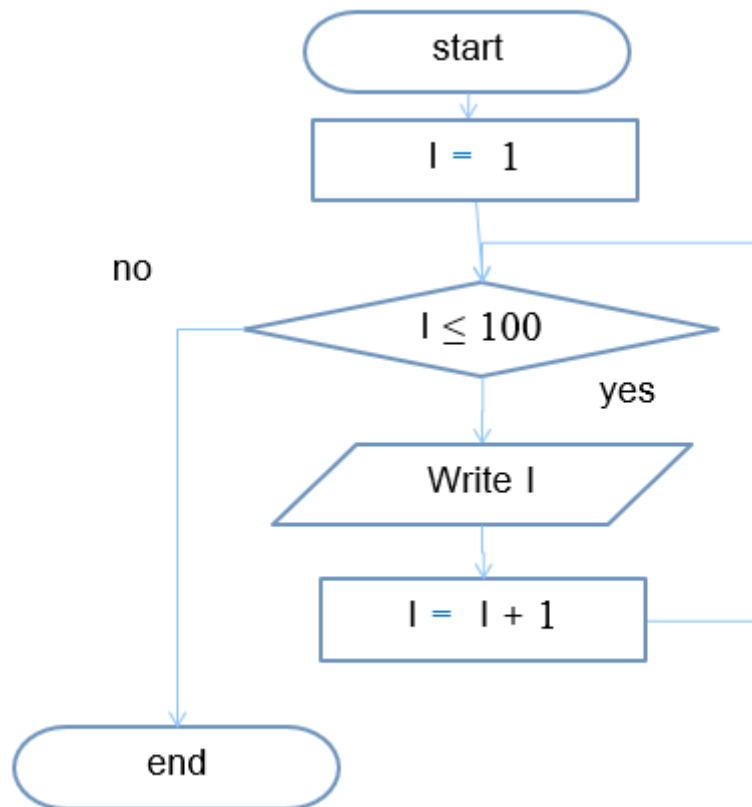 start
I = 1
no
I ≤ 100
yes
Write I
I = I + 1
end